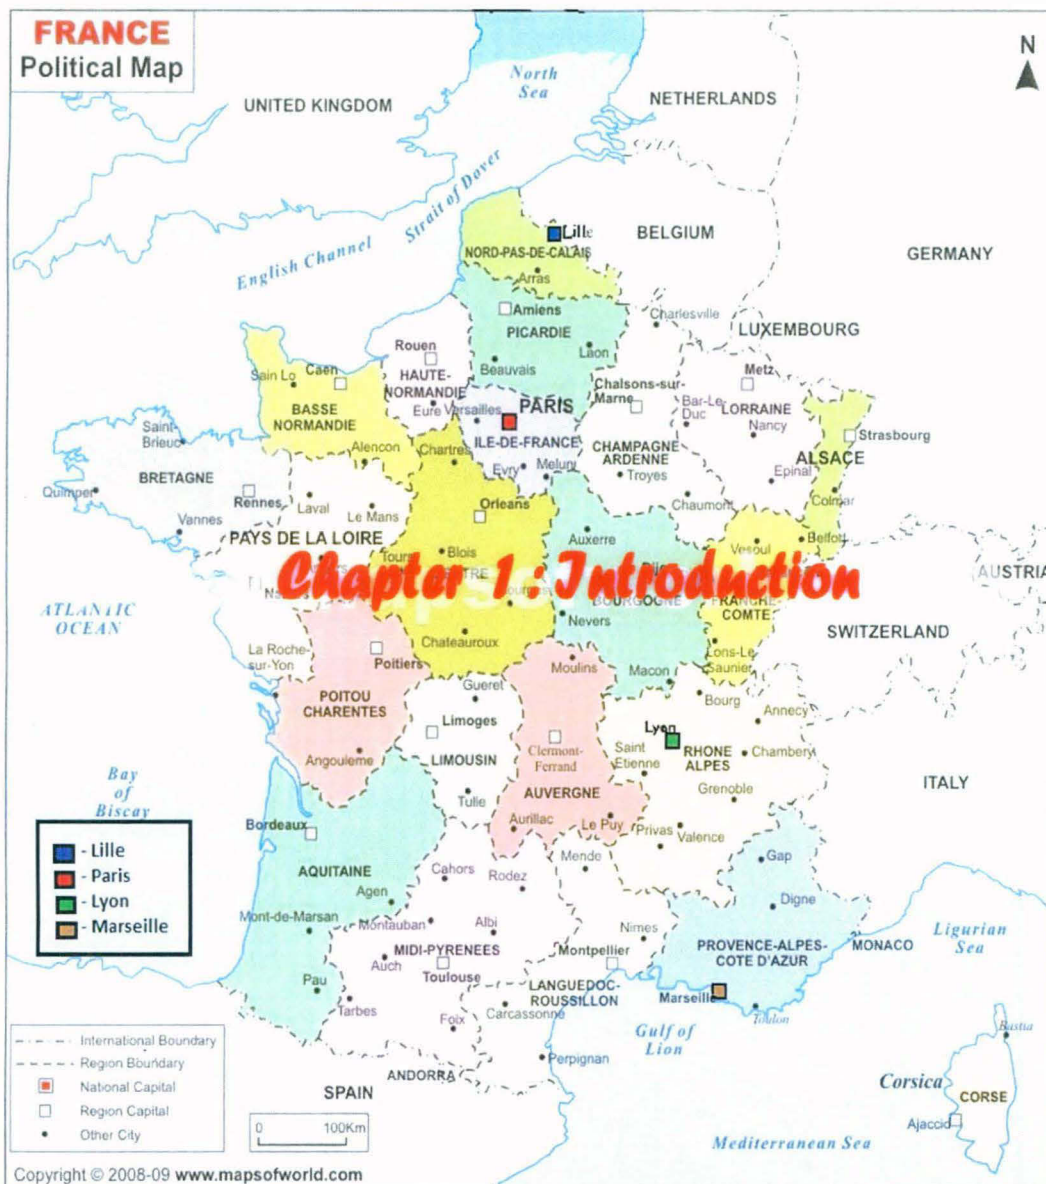 FRANCE
Political Map
N
North
Sea
UNITED KINGDOM
NETHERLANDS
Strait of Dover
English Channel
Lille
BELGIUM
NORD-PAS-DE-CALAIS
GERMANY
Arras
Amiens
PICARDIE
Charlesville
LUXEMBOURG
Rouen
Laon
Beauvais
Metz
Sain Lo
Caen
HAUTE-
NORMANDIE
Chalsons-sur-
Marne
Bar-Le-
Duc
LORRAINE
BASSE
NORMANDIE
Eure
Versailles
PARIS
Nancy
Strasbourg
Saint-
Brieuc
ILE-DE-FRANCE
CHAMPAGNE
ARDENNE
ALSACE
Alencon
Chartres
Evry
Melun
Troyes
Epinal
BRETAGNE
Quimper
Rennes
Laval
Le Mans
Orleans
Chaumont
Colmar
Vannes
PAYS DE LA LOIRE
Auxerre
Vesoul
Belfort
Tours
Blois
Chapter 1 : Introduction
AUSTRIA
BOURGOGNE
FRANCHE-
COMTE
ATLANTIC
OCEAN
Nevers
SWITZERLAND
Chateauroux
La Roche-
sur-Yon
Poitiers
Moulins
Macon
Lons-Le
Saunier
POITOU
CHARENTES
Gueret
Bourg
Annecy
Limoges
Lyon
Angouieme
LIMOUSIN
Clermont-
Ferrand
Saint
Etienne
RHONE
ALPES
Chambery
Bay
of
Biscay
Tulle
AUVERGNE
Grenoble
ITALY
Bordeaux
Aurillac
Le Puy
Privas
Valence
- Lille
- Paris
- Lyon
- Marseille
AQUITAINE
Cahors
Rodez
Mende
Gap
Agen
Digne
Mont-de-Marsan
Montauban
Albi
Nimes
MIDI-PYRENEES
Montpellier
PROVENCE-ALPES-
COTE D'AZUR
MONACO
Ligurian
Sea
Auch
Toulouse
Pau
LANGUEDOC-
ROUSSILLON
Marseille
Tarbes
Carcassonne
Toulon
Foix
Gulf of
Lion
Bastia
International Boundary
Region Boundary
National Capital
Region Capital
Other City
Perpignan
ANDORRA
SPAIN
Corsica
CORSE
Ajaccio
0 100Km
Mediterranean Sea
Copyright © 2008-09 www.mapsofworld.com